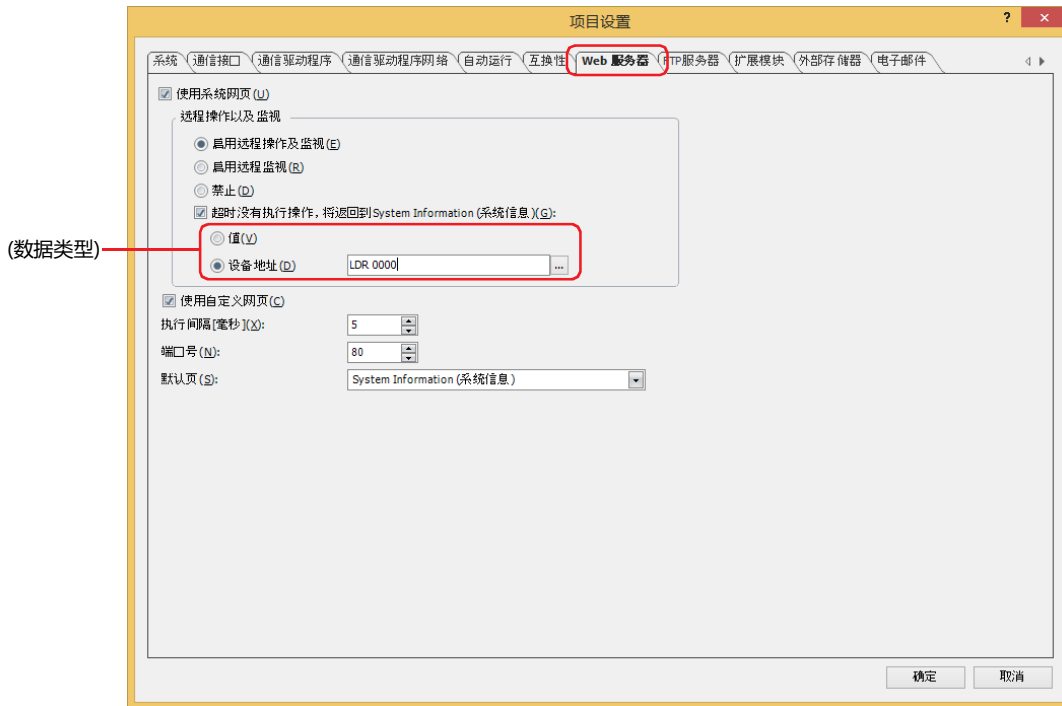 项目设置
?
×
系统 通信接口 通信驱动程序 通信驱动程序网络 自动运行 互换性 Web 服务器 FTP服务器 扩展模块 外部存储器 电子邮件
使用系统网页(U)
远程操作以及监视
启用远程操作及监视(E)
启用远程监视(R)
禁止(D)
超时没有执行操作，将返回到System Information (系统信息)(G):
(数据类型)
值(V)
设备地址(D) LDR 0000 ...
使用自定义网页(C)
执行间隔[毫秒](X): 5
端口号(N): 80
默认页(S): System Information (系统信息)
确定 取消